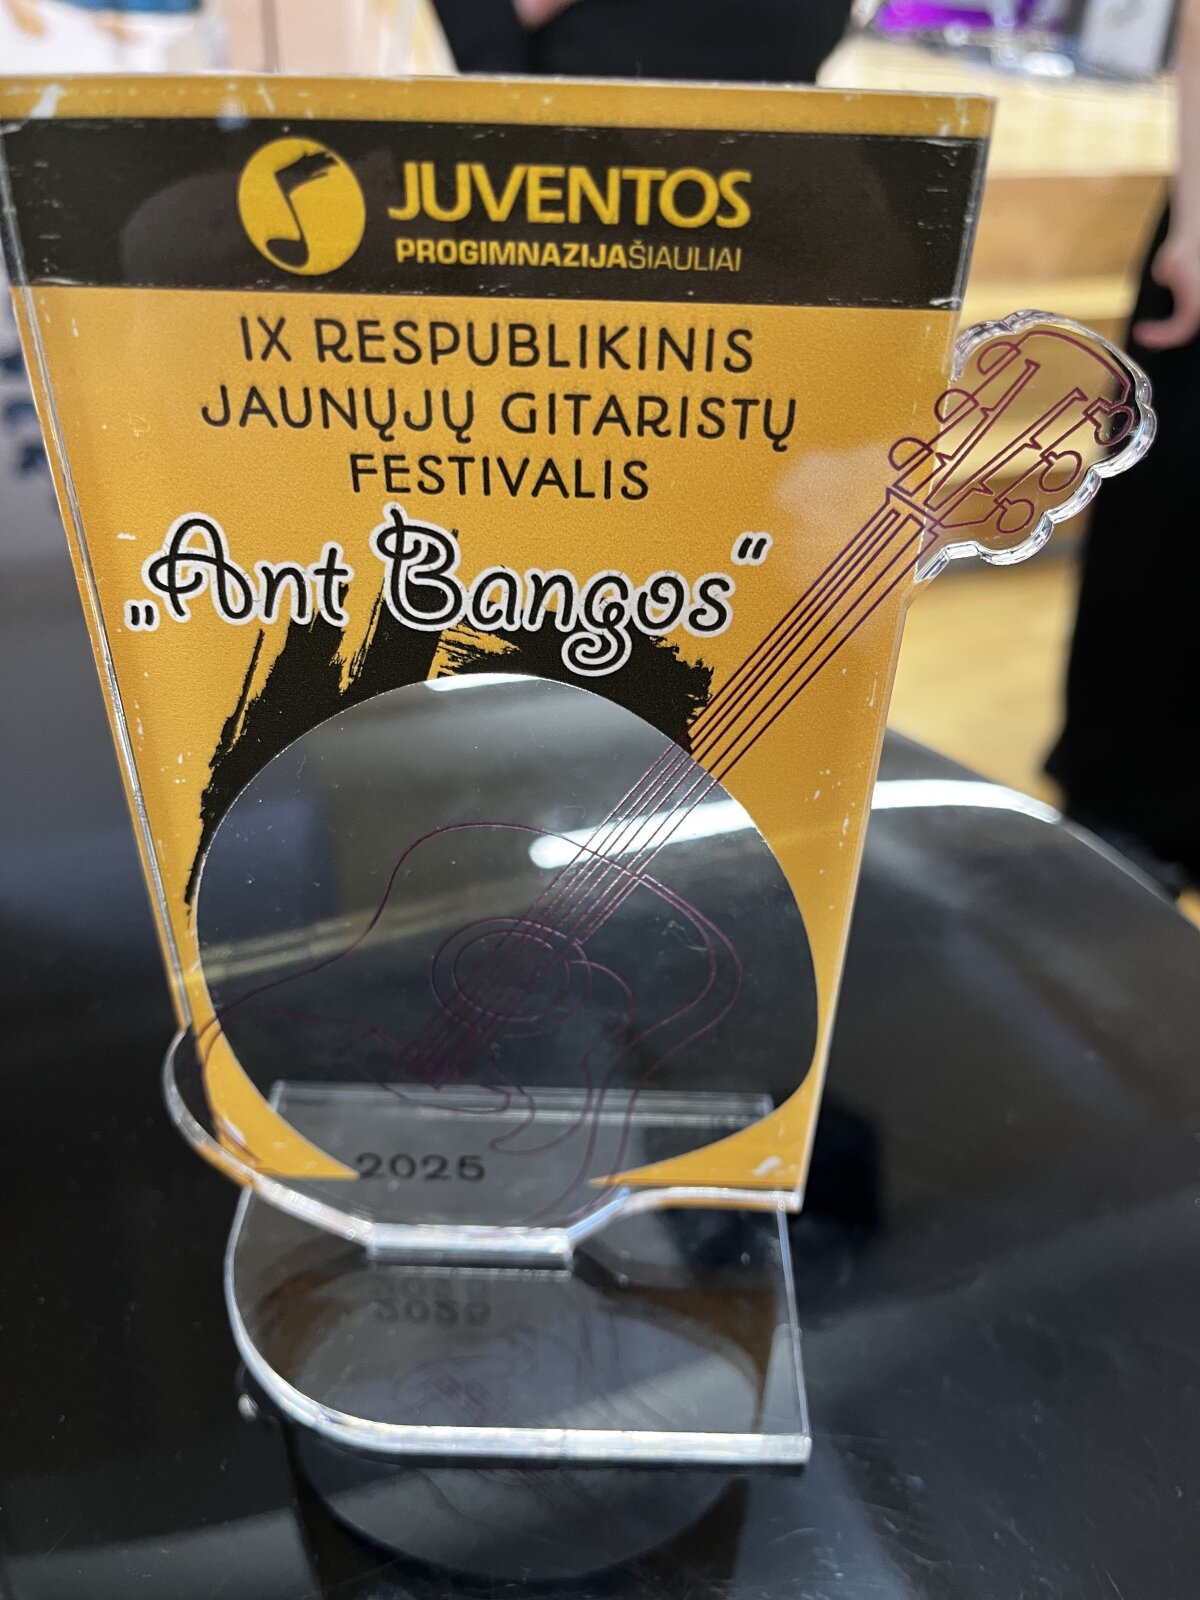 JUVENTOS
PROGIMNAZIJAŠIAULIAI
IX RESPUBLIKINIS
JAUNŲJŲ GITARISTŲ
FESTIVALIS
„Ant Bangos“
2025